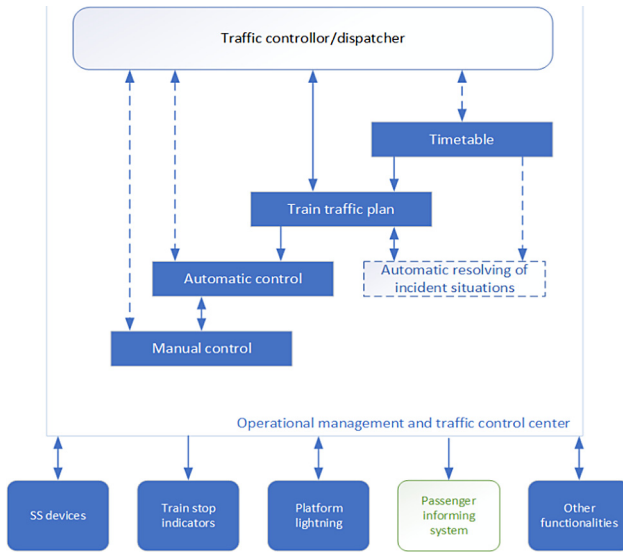 Traffic controllor/dispatcher
Timetable
Train traffic plan
Automatic control
Automatic resolving of
incident situations
Manual control
Operational management and traffic control center
SS devices
Train stop
indicators
Platform
lightning
Passenger
informing
system
Other
functionalities